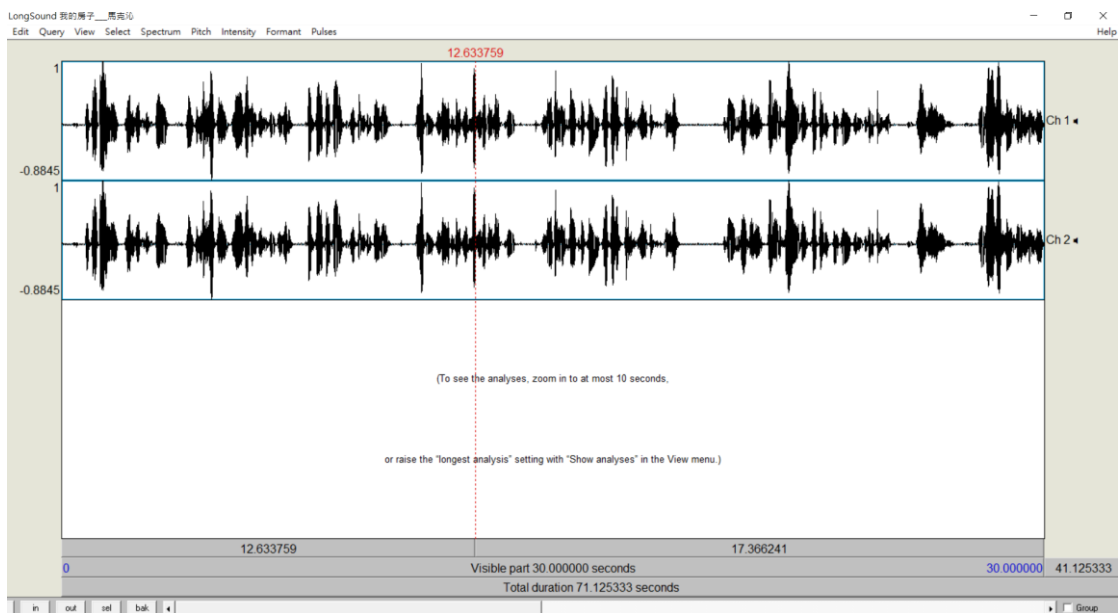 LongSound 我的房子___馬克沁
Edit Query View Select Spectrum Pitch Intensity Formant Pulses Help
12.633759
1
Ch 1
-0.8845
1
Ch 2
-0.8845
(To see the analyses, zoom in to at most 10 seconds,
or raise the “longest analysis” setting with “Show analyses” in the View menu.)
12.633759 17.366241
0 Visible part 30.000000 seconds 30.000000 41.125333
Total duration 71.125333 seconds
in out sel bak Group